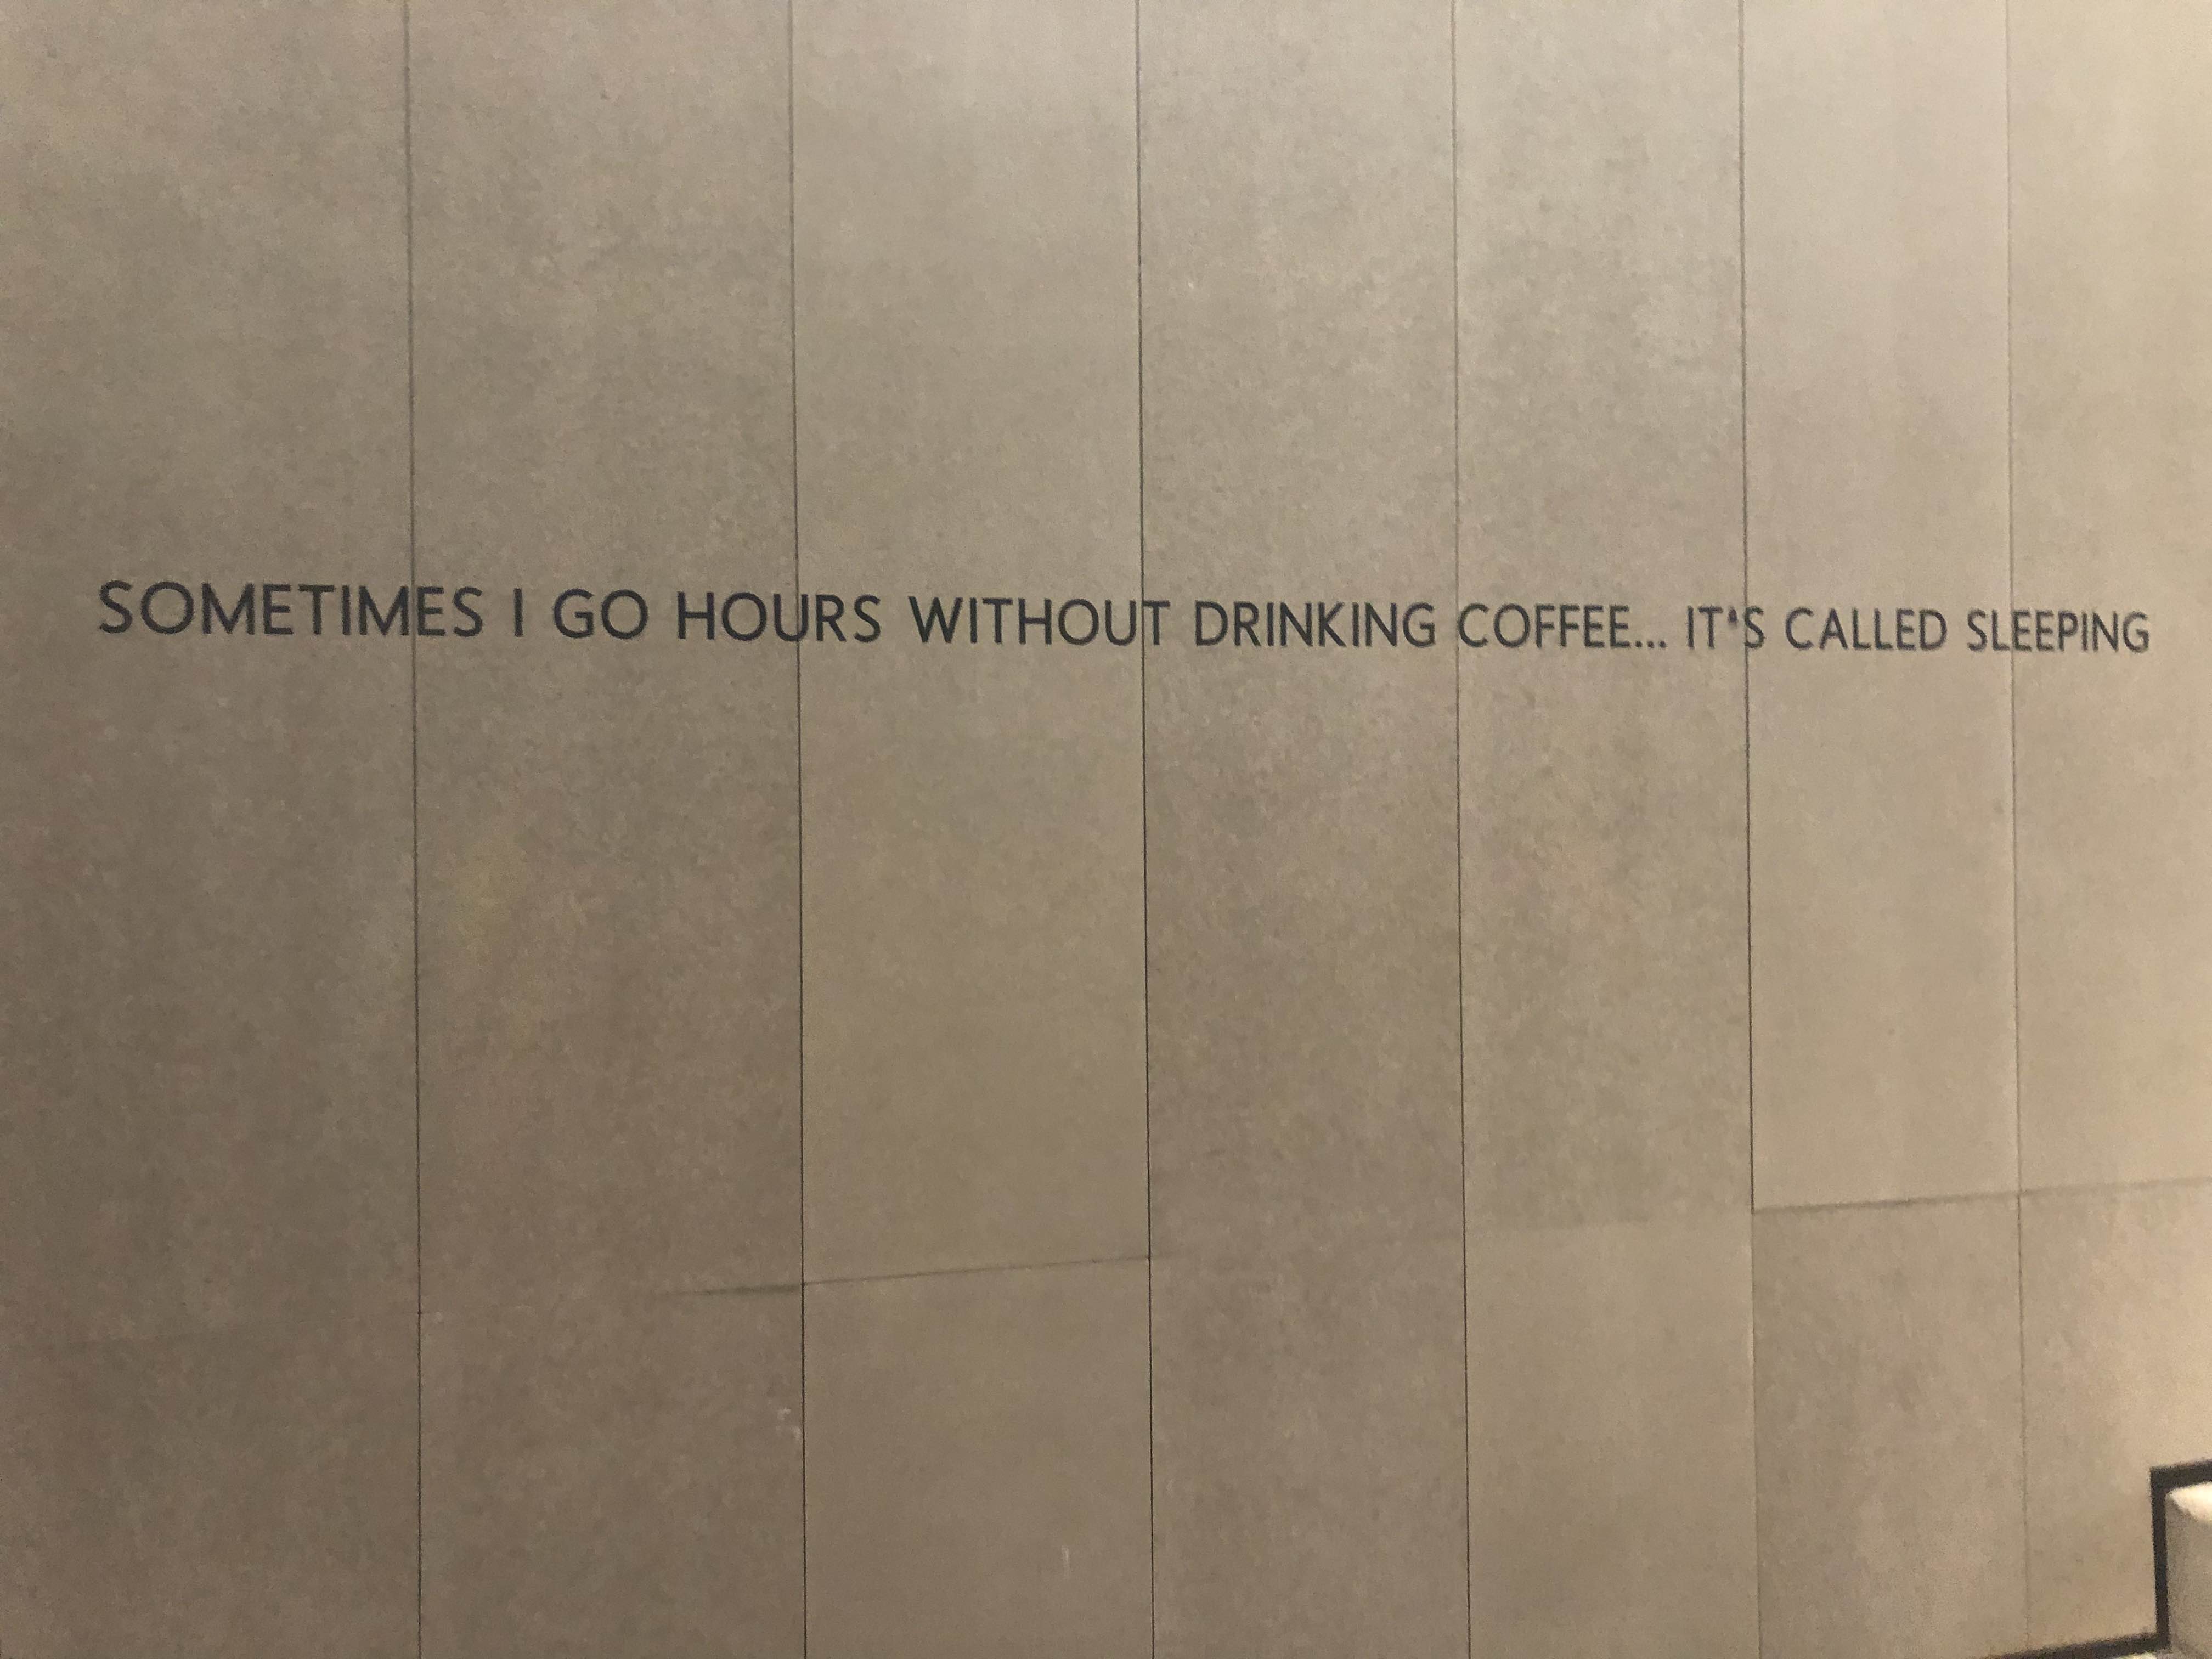 SOMETIMES I GO HOURS WITHOUT DRINKING COFFEE... IT'S CALLED SLEEPING